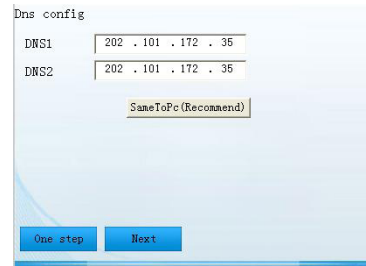 Dns config
DNS1 202 . 101 . 172 . 35
DNS2 202 . 101 . 172 . 35
SameToPc(Recommend)
One step Next